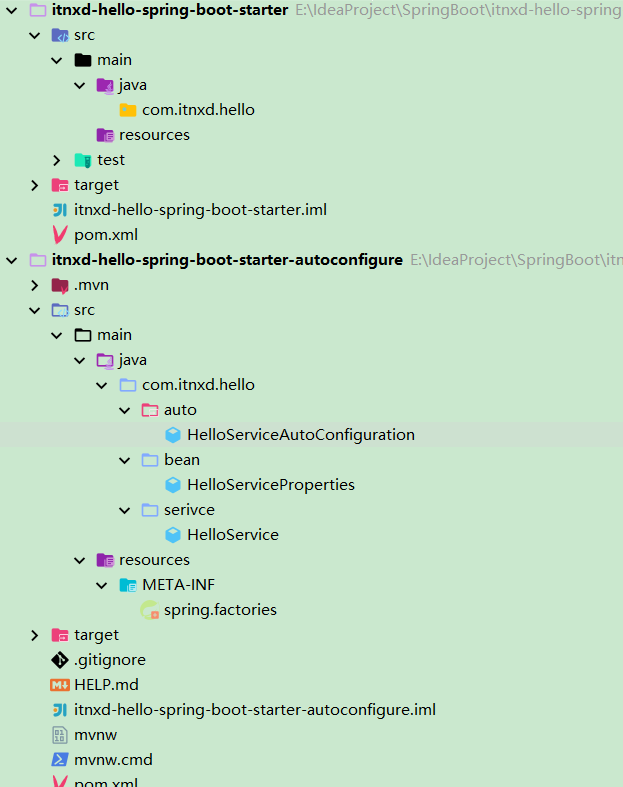 itnxd-hello-spring-boot-starter E:\IdeaProject\SpringBoot\itnxd-hello-spring
src
main
java
com.itnxd.hello
resources
test
target
itnxd-hello-spring-boot-starter.iml
pom.xml
itnxd-hello-spring-boot-starter-autoconfigure E:\IdeaProject\SpringBoot\itn
.mvn
src
main
java
com.itnxd.hello
auto
HelloServiceAutoConfiguration
bean
HelloServiceProperties
serivce
HelloService
resources
META-INF
spring.factories
target
.gitignore
HELP.md
itnxd-hello-spring-boot-starter-autoconfigure.iml
mvnw
mvnw.cmd
pom.xml